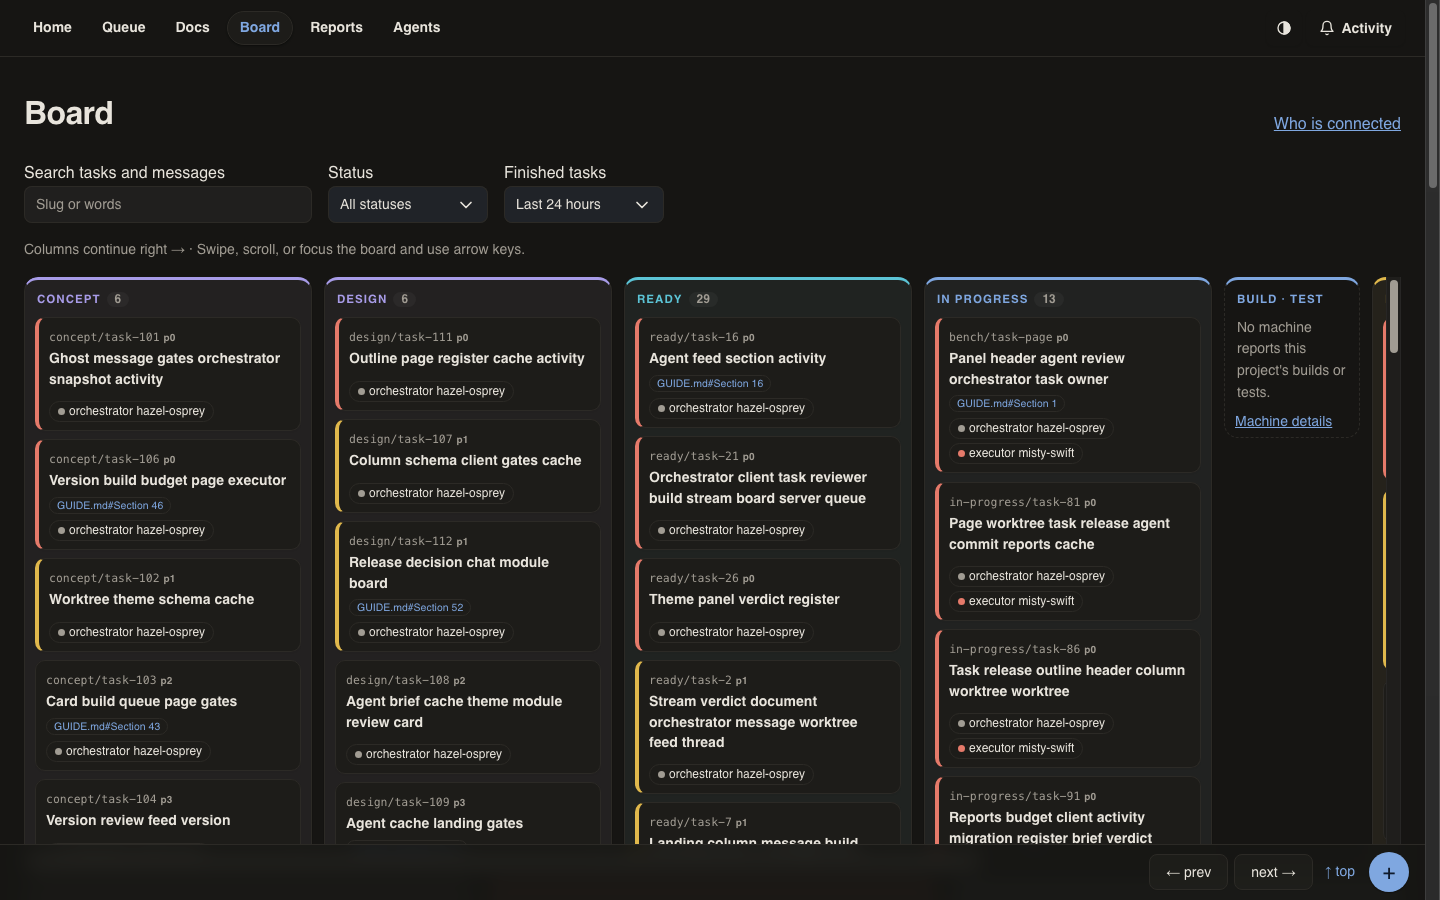 Home Queue Docs Board Reports Agents Activity
Board
Who is connected
Search tasks and messages
Slug or words
Status
All statuses
Finished tasks
Last 24 hours
Columns continue right → · Swipe, scroll, or focus the board and use arrow keys.
CONCEPT 6
concept/task-101 p0
Ghost message gates orchestrator
snapshot activity
orchestrator hazel-osprey
concept/task-106 p0
Version build budget page executor
GUIDE.md#Section 46
orchestrator hazel-osprey
concept/task-102 p1
Worktree theme schema cache
orchestrator hazel-osprey
concept/task-103 p2
Card build queue page gates
GUIDE.md#Section 43
orchestrator hazel-osprey
concept/task-104 p3
Version review feed version
DESIGN 6
design/task-111 p0
Outline page register cache activity
orchestrator hazel-osprey
design/task-107 p1
Column schema client gates cache
orchestrator hazel-osprey
design/task-112 p1
Release decision chat module
board
GUIDE.md#Section 52
orchestrator hazel-osprey
design/task-108 p2
Agent brief cache theme module
review card
orchestrator hazel-osprey
design/task-109 p3
Agent cache landing gates
READY 29
ready/task-16 p0
Agent feed section activity
GUIDE.md#Section 16
orchestrator hazel-osprey
ready/task-21 p0
Orchestrator client task reviewer
build stream board server queue
orchestrator hazel-osprey
ready/task-26 p0
Theme panel verdict register
orchestrator hazel-osprey
ready/task-2 p1
Stream verdict document
orchestrator message worktree
feed thread
orchestrator hazel-osprey
ready/task-7 p1
Landing column message build
IN PROGRESS 13
bench/task-page p0
Panel header agent review
orchestrator task owner
GUIDE.md#Section 1
orchestrator hazel-osprey
executor misty-swift
in-progress/task-81 p0
Page worktree task release agent
commit reports cache
orchestrator hazel-osprey
executor misty-swift
in-progress/task-86 p0
Task release outline header column
worktree worktree
orchestrator hazel-osprey
executor misty-swift
in-progress/task-91 p0
Reports budget client activity
migration register brief verdict
BUILD · TEST
No machine
reports this
project's builds or
tests.
Machine details
← prev next → ↑ top +